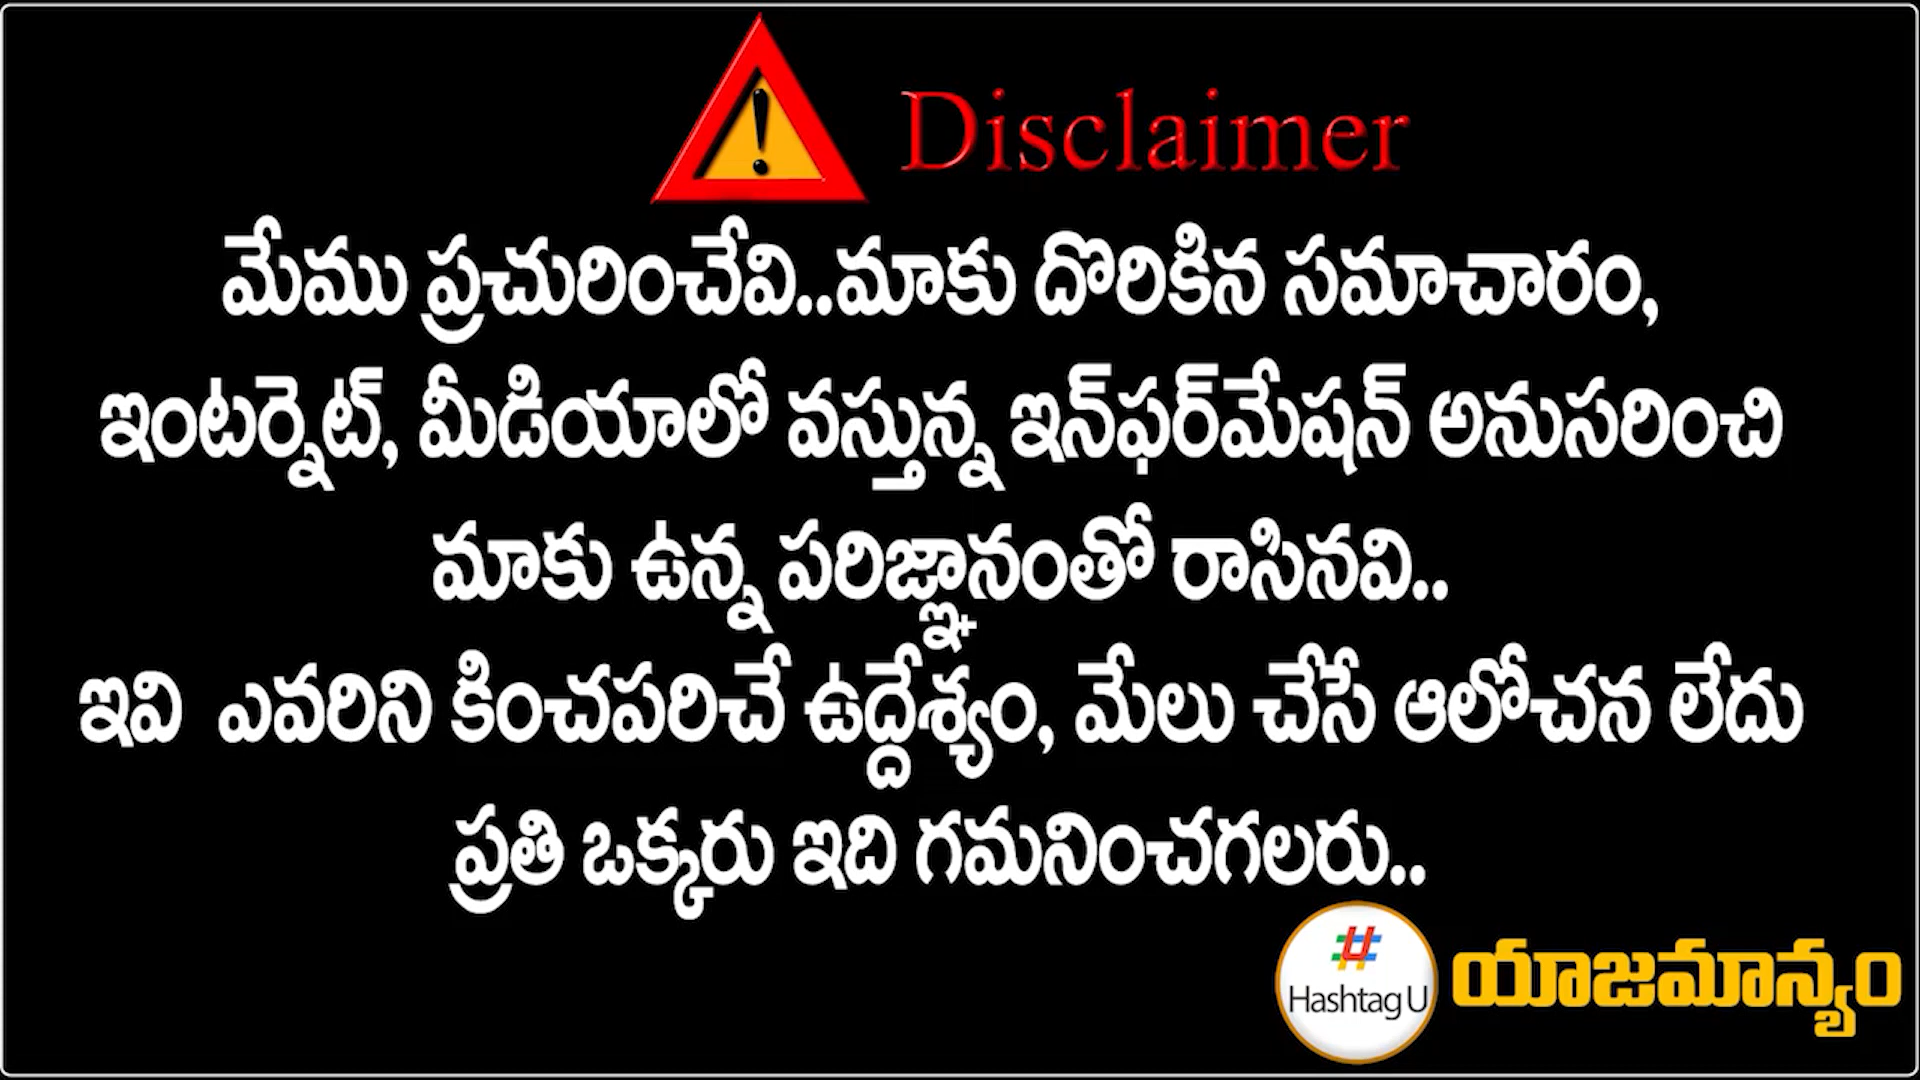 Disclaimer
మేము ప్రచురించేవి..మాకు దొరికిన సమాచారం,
ఇంటర్నెట్, మీడియాలో వస్తున్న ఇన్‌ఫర్‌మేషన్ అనుసరించి
మాకు ఉన్న పరిజ్ఞానంతో రాసినవి..
ఇవి ఎవరిని కించపరిచే ఉద్దేశ్యం, మేలు చేసే ఆలోచన లేదు
ప్రతి ఒక్కరు ఇది గమనించగలరు..
Hashtag U యాజమాన్యం